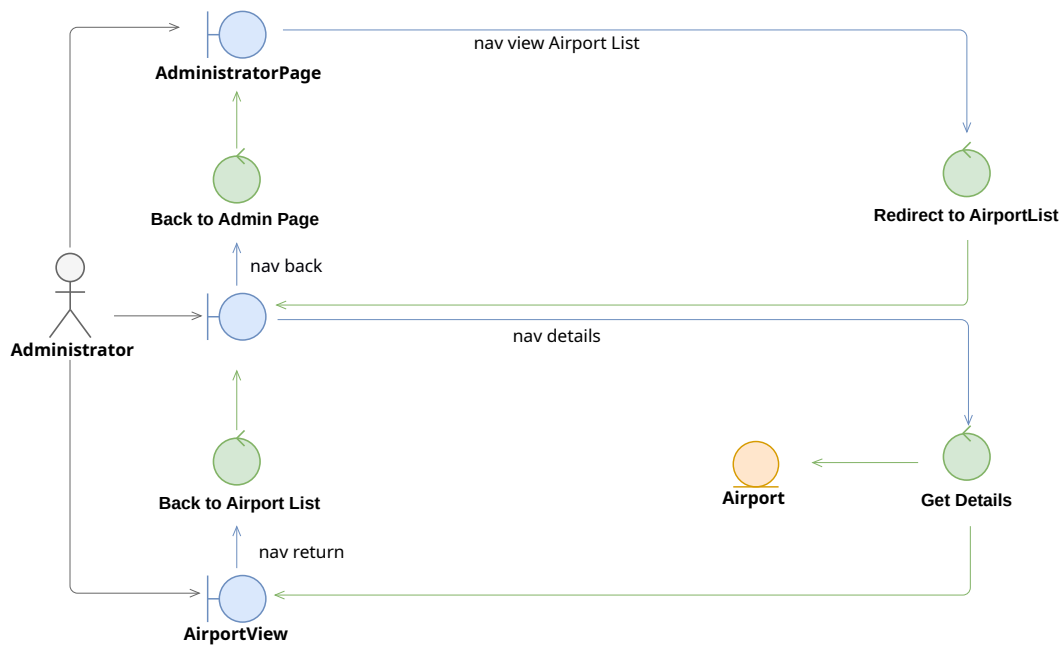 nav view Airport List
AdministratorPage
Back to Admin Page
Redirect to AirportList
nav back
Administrator
nav details
Airport
Get Details
Back to Airport List
nav return
AirportView